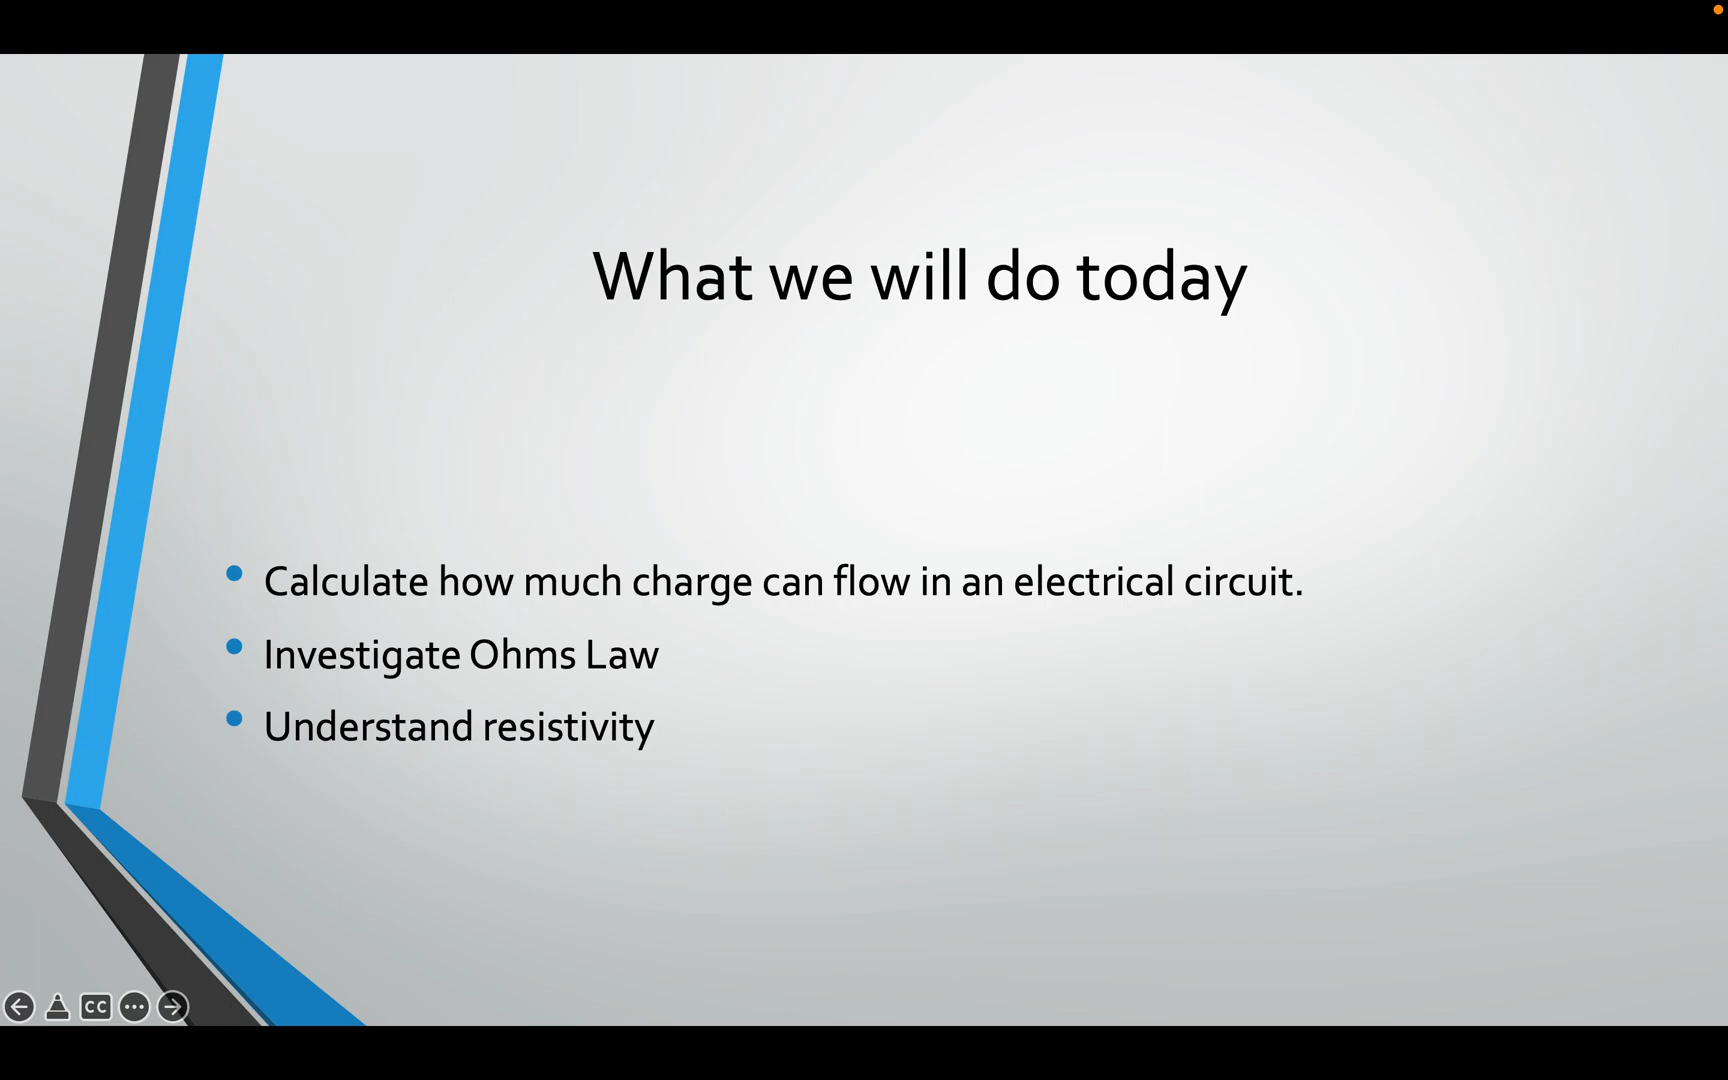 What we will do today
Calculate how much charge can flow in an electrical circuit.
Investigate Ohms Law
Understand resistivity
CC